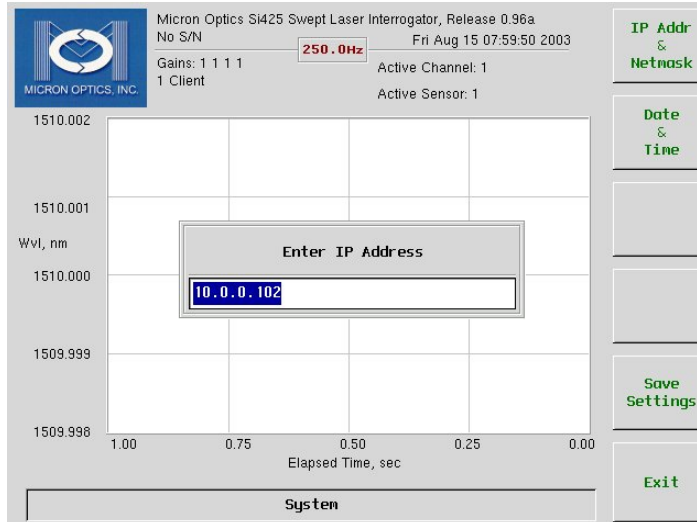 Micron Optics Si425 Swept Laser Interrogator, Release 0.96a
No S/N
250.0Hz
Fri Aug 15 07:59:50 2003
Gains: 1 1 1 1
Active Channel: 1
1 Client
Active Sensor: 1
MICRON OPTICS, INC.
IP Addr
&
Netmask
Date
&
Time
Save
Settings
Exit
1510.002
1510.001
Wvl, nm
1510.000
1509.999
1509.998
Enter IP Address
10.0.0.102
1.00 0.75 0.50 0.25 0.00
Elapsed Time, sec
System